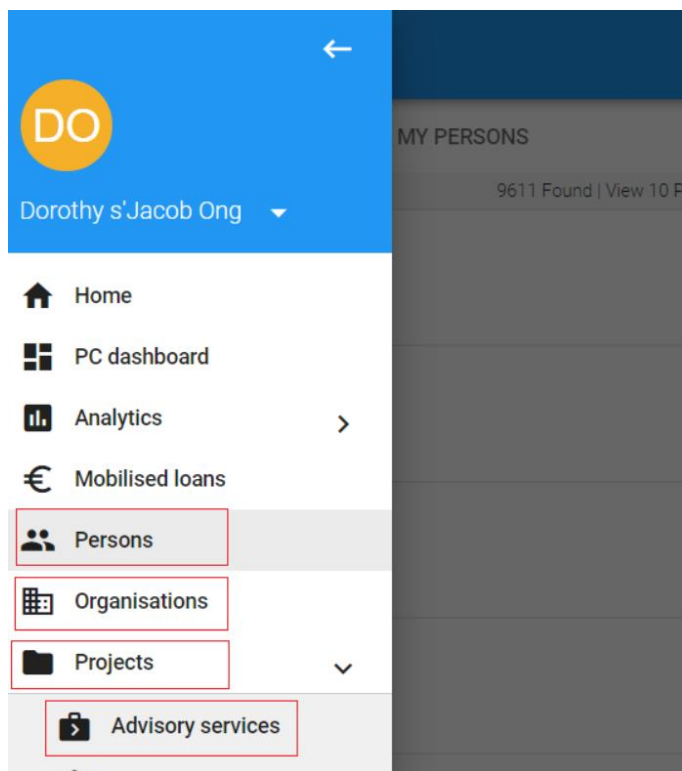 DO
MY PERSONS
9611 Found | View 10 P
Dorothy s'Jacob Ong
Home
PC dashboard
Analytics
Mobilised loans
Persons
Organisations
Projects
Advisory services